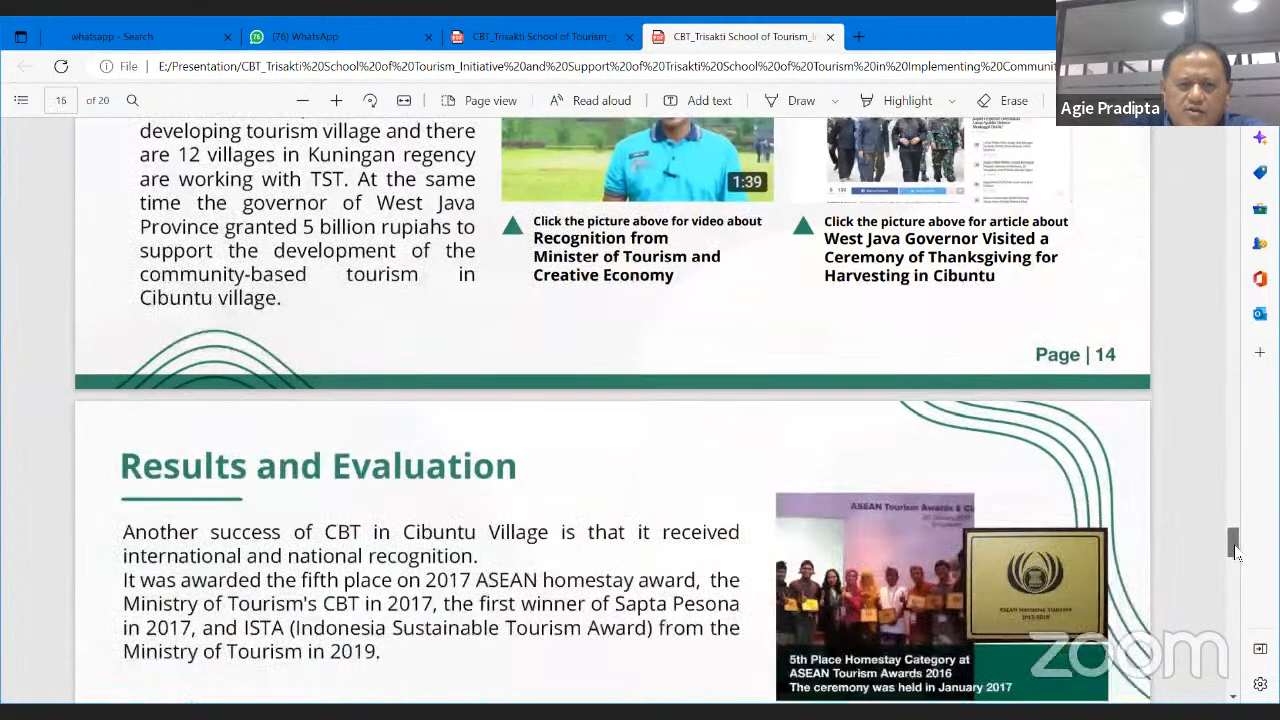 whatsapp - Search
(76) WhatsApp
CBT_Trisakti School of Tourism_
CBT_Trisakti School of Tourism_I
File
E:/Presentation/CBT_Trisakti%20School%20of%20Tourism_Initiative%20and%20Support%20of%20Trisakti%20School%20of%20Tourism%20in%20Implementing%20Communit
Agie Pradipta
16 of 20
Page view
Read aloud
Add text
Draw
Highlight
Erase
developing tourism village and there
are 12 villages in Kuningan regency
are working with TST. At the same
time the governor of West Java
Province granted 5 billion rupiahs to
support the development of the
community-based tourism in
Cibuntu village.
1:39
Click the picture above for video about
Recognition from
Minister of Tourism and
Creative Economy
Click the picture above for article about
West Java Governor Visited a
Ceremony of Thanksgiving for
Harvesting in Cibuntu
Page | 14
Results and Evaluation
Another success of CBT in Cibuntu Village is that it received
international and national recognition.
It was awarded the fifth place on 2017 ASEAN homestay award, the
Ministry of Tourism's CBT in 2017, the first winner of Sapta Pesona
in 2017, and ISTA (Indonesia Sustainable Tourism Award) from the
Ministry of Tourism in 2019.
ASEAN Tourism Awards &
5th Place Homestay Category at
ASEAN Tourism Awards 2016
The ceremony was held in January 2017
zoom